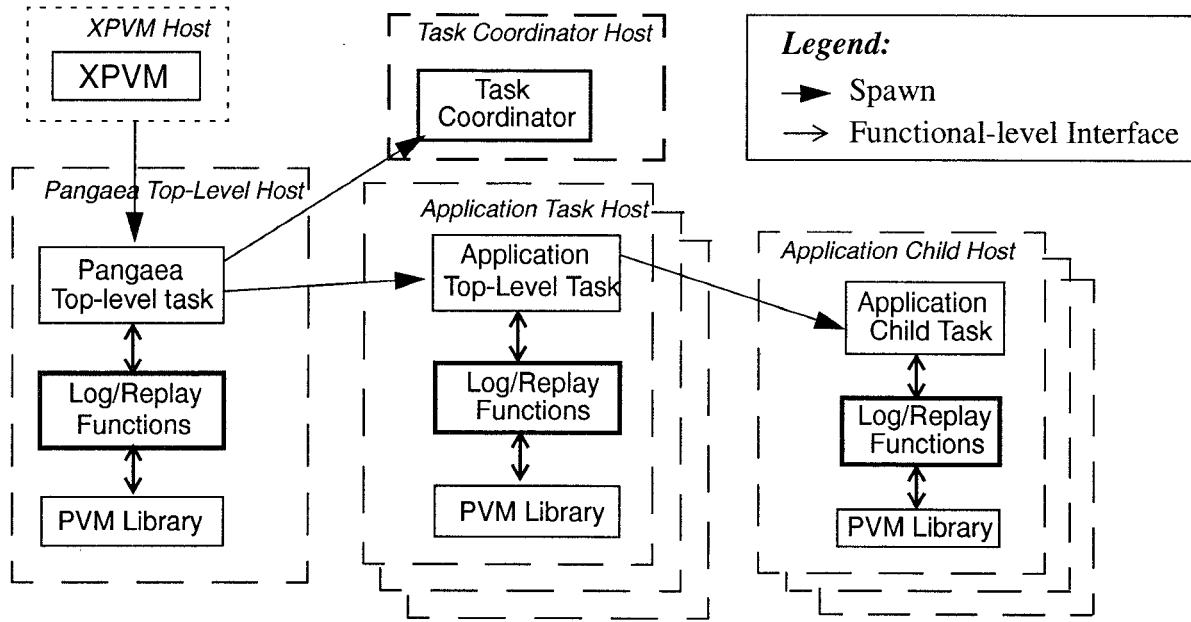 XPVM Host
XPVM
Task Coordinator Host
Task
Coordinator
Legend:
Spawn
Functional-level Interface
Pangaea Top-Level Host
Pangaea
Top-level task
Log/Replay
Functions
PVM Library
Application Task Host
Application
Top-Level Task
Log/Replay
Functions
PVM Library
Application Child Host
Application
Child Task
Log/Replay
Functions
PVM Library